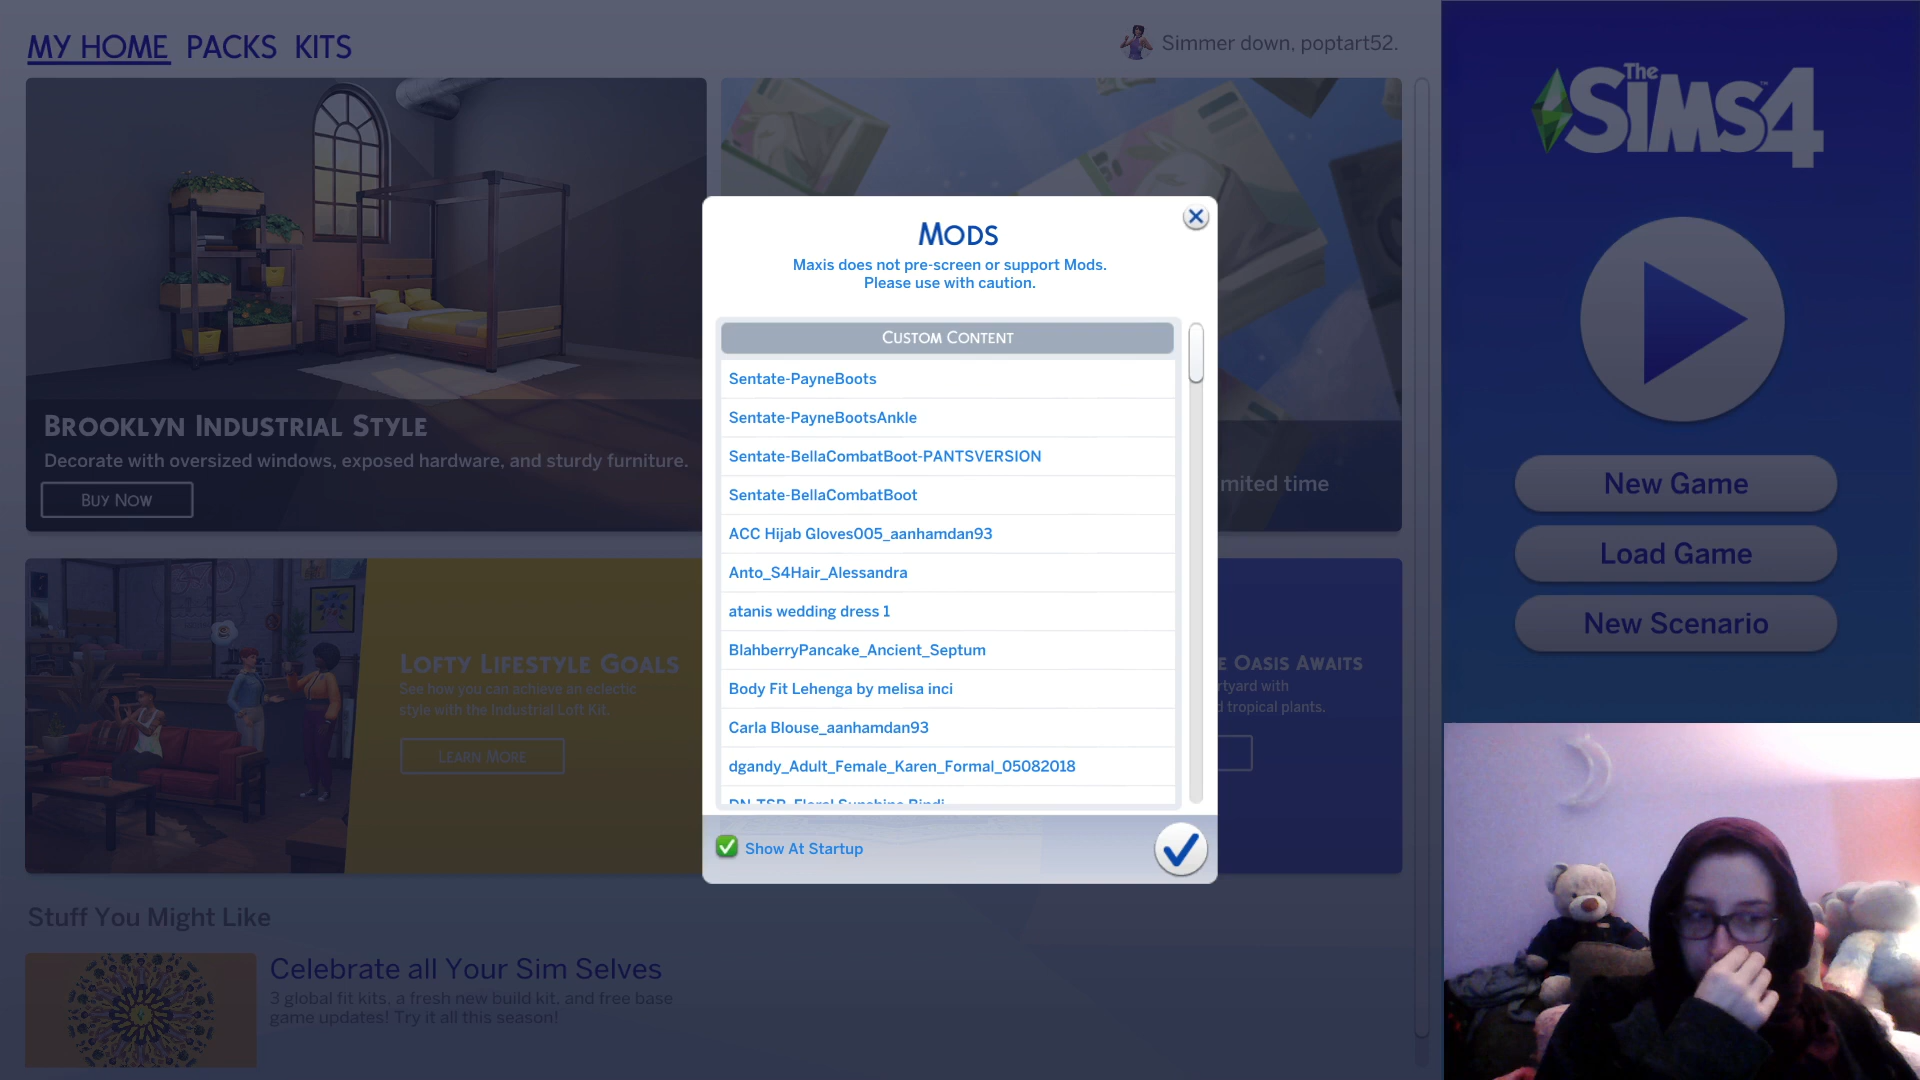 MY HOME PACKS KITS
Simmer down, poptart52.
The SIMS 4
BROOKLYN INDUSTRIAL STYLE
Decorate with oversized windows, exposed hardware, and sturdy furniture.
BUY NOW
mited time
MODS
Maxis does not pre-screen or support Mods.
Please use with caution.
CUSTOM CONTENT
Sentate-PayneBoots
Sentate-PayneBootsAnkle
Sentate-BellaCombatBoot-PANTSVERSION
Sentate-BellaCombatBoot
ACC Hijab Gloves005_aanhamdan93
Anto_S4Hair_Alessandra
atanis wedding dress 1
BlahberryPancake_Ancient_Septum
Body Fit Lehenga by melisa inci
Carla Blouse_aanhamdan93
dgandy_Adult_Female_Karen_Formal_05082018
DN-TSR_Floral Sunshine Bindi
Show At Startup
New Game
Load Game
New Scenario
LOFTY LIFESTYLE GOALS
See how you can achieve an eclectic
style with the Industrial Loft Kit.
LEARN MORE
E OASIS AWAITS
rtyard with
d tropical plants.
Stuff You Might Like
Celebrate all Your Sim Selves
3 global fit kits, a fresh new build kit, and free base
game updates! Try it all this season!